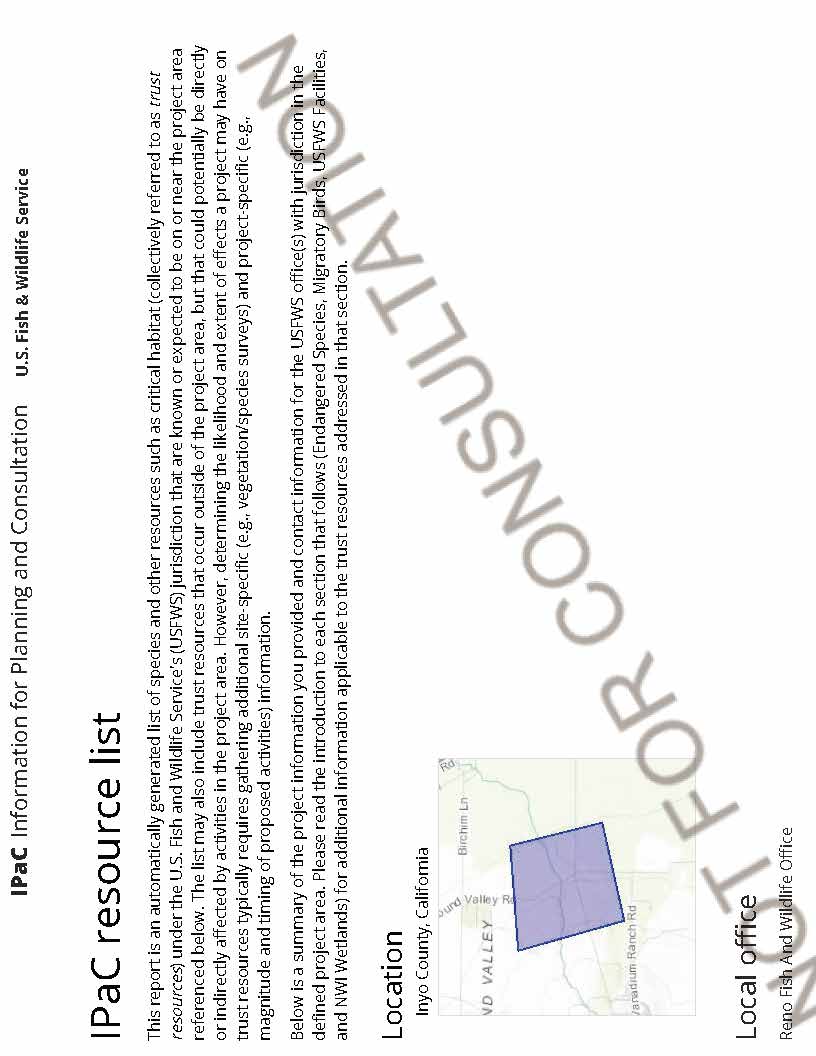 IPaC Information for Planning and Consultation U.S. Fish & Wildlife Service
IPaC resource list
This report is an automatically generated list of species and other resources such as critical habitat (collectively referred to as trust
resources) under the U.S. Fish and Wildlife Service's (USFWS) jurisdiction that are known or expected to be on or near the project area
referenced below. The list may also include trust resources that occur outside of the project area, but that could potentially be directly
or indirectly affected by activities in the project area. However, determining the likelihood and extent of effects a project may have on
trust resources typically requires gathering additional site-specific (e.g., vegetation/species surveys) and project-specific (e.g.,
magnitude and timing of proposed activities) information.
Below is a summary of the project information you provided and contact information for the USFWS office(s) with jurisdiction in the
defined project area. Please read the introduction to each section that follows (Endangered Species, Migratory Birds, USFWS Facilities,
and NWI Wetlands) for additional information applicable to the trust resources addressed in that section.
Location
Inyo County, California
Rd
Birchim Ln
ound Valley Rd
ND VALLEY
Vanadium Ranch Rd
Local office
Reno Fish And Wildlife Office
NOT FOR CONSULTATION